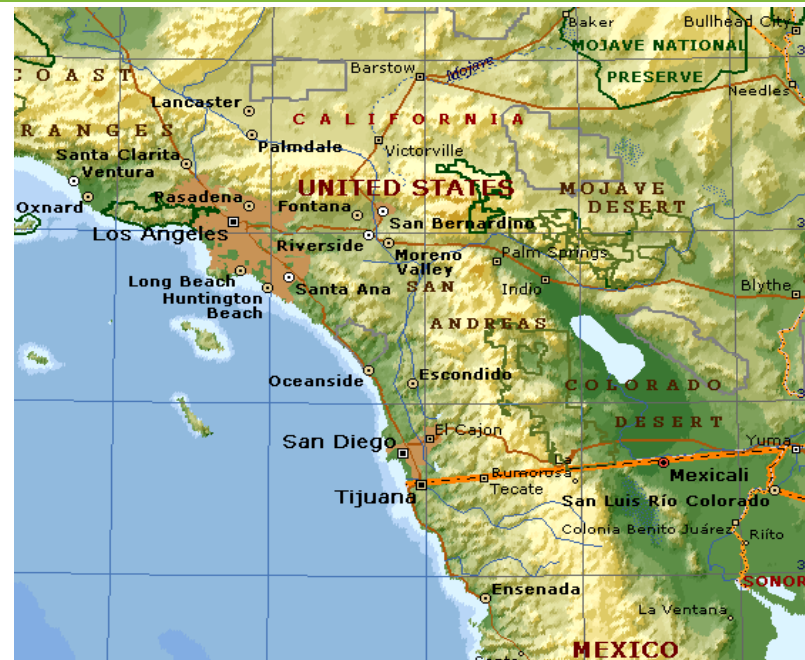 Baker
Bullhead City
MOJAVE NATIONAL
PRESERVE
COAST
RANGES
Barstow
Mojave
Needles
Lancaster
CALIFORNIA
Palmdale
Victorville
Santa Clarita
Ventura
UNITED STATES
MOJAVE
DESERT
Oxnard
Pasadena
Fontana
San Bernardino
Los Angeles
Riverside
Moreno
Valley
Palm Springs
Long Beach
Santa Ana
SAN
Indio
Blythe
Huntington
Beach
ANDREAS
Oceanside
Escondido
COLORADO
DESERT
El Cajon
San Diego
Yuma
La
Rumorosa
Mexicali
Tijuana
Tecate
San Luis Río Colorado
Colonia Benito Juárez
Riíto
SONOR
Ensenada
La Ventana
MEXICO